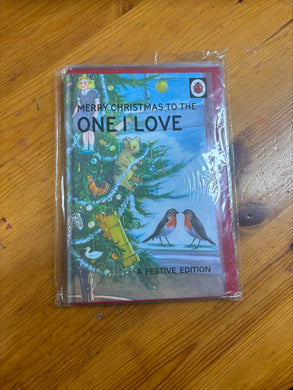 MERRY CHRISTMAS TO THE
ONE I LOVE
A FESTIVE EDITION